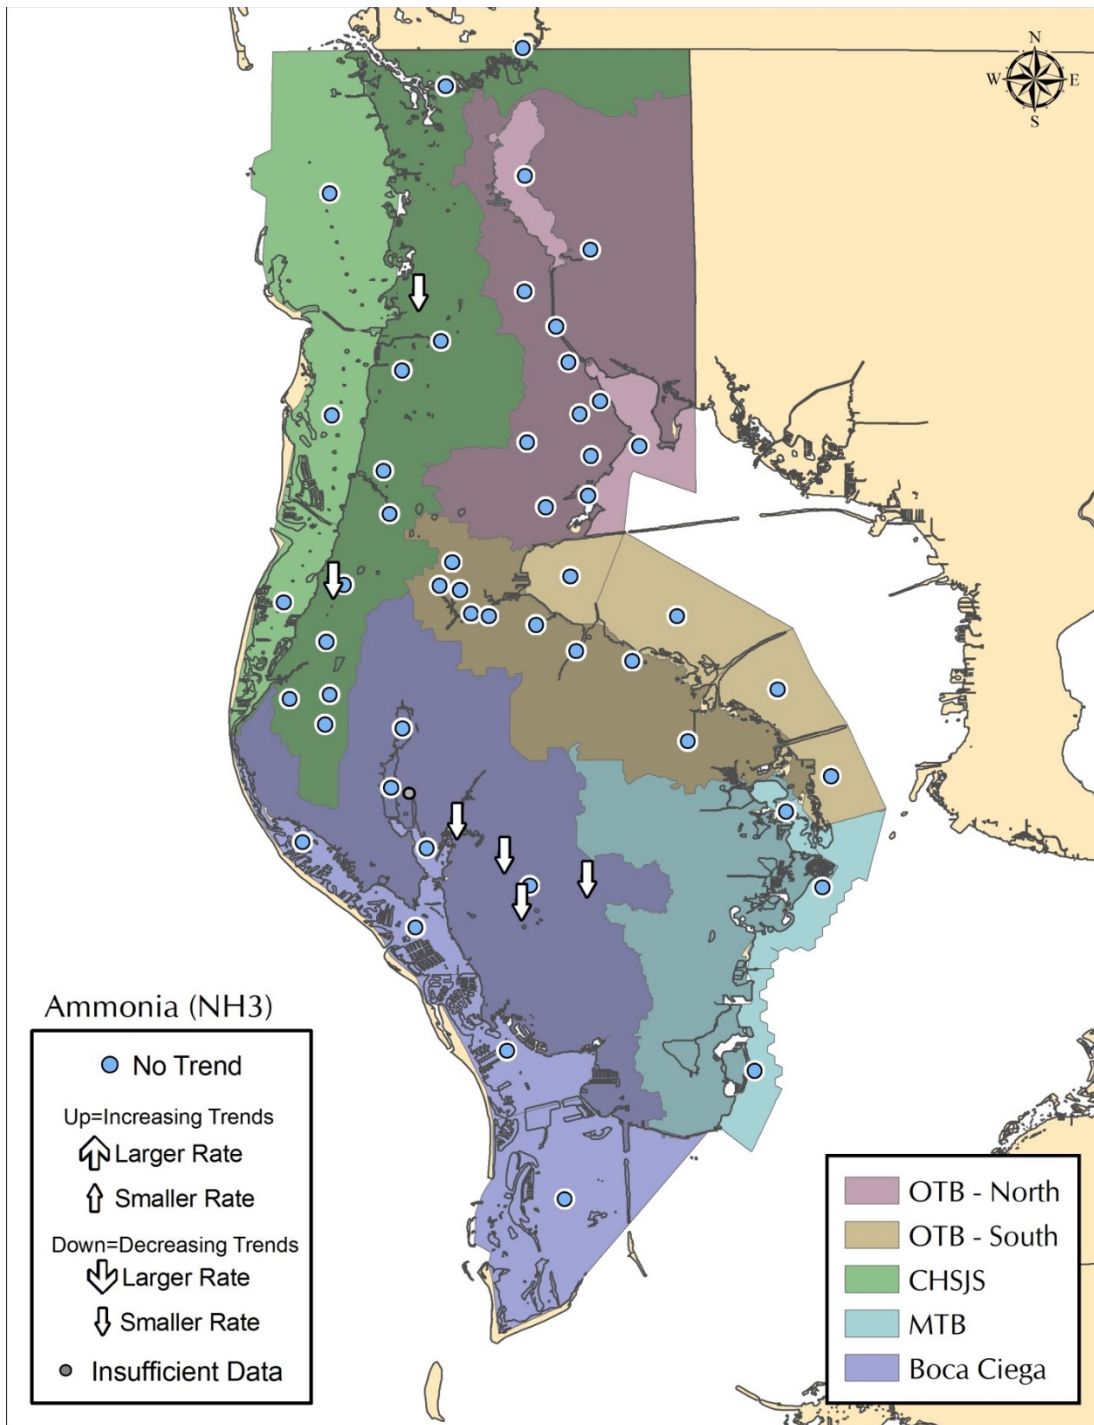 N
W E
S
Ammonia (NH3)
No Trend
Up=Increasing Trends
Larger Rate
Smaller Rate
Down=Decreasing Trends
Larger Rate
Smaller Rate
Insufficient Data
OTB - North
OTB - South
CHSJS
MTB
Boca Ciega